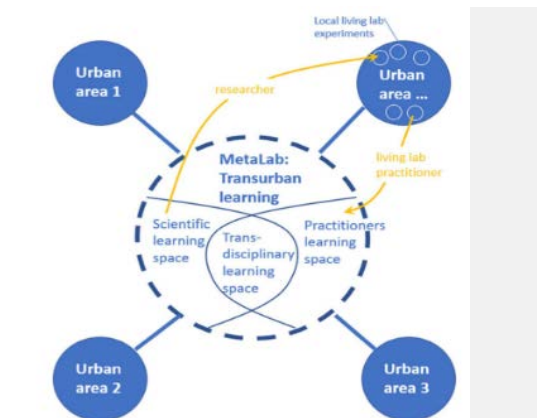 Local living lab
experiments
Urban
area 1
Urban
area ...
researcher
MetaLab:
Transurban
learning
living lab
practitioner
Scientific
learning
space
Trans-
disciplinary
learning
space
Practitioners
learning
space
Urban
area 2
Urban
area 3